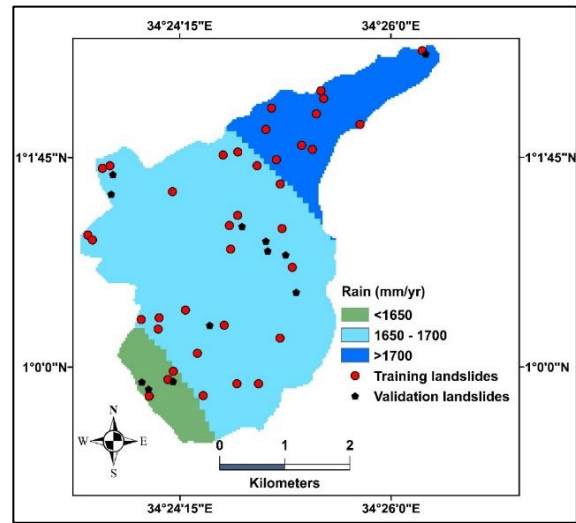 34°24'15"E 34°26'0"E
1°1'45"N 1°1'45"N
Rain (mm/yr)
<1650
1650 - 1700
>1700
Training landslides
1°0'0"N 1°0'0"N
Validation landslides
N
W E
S
0 1 2
Kilometers
34°24'15"E 34°26'0"E